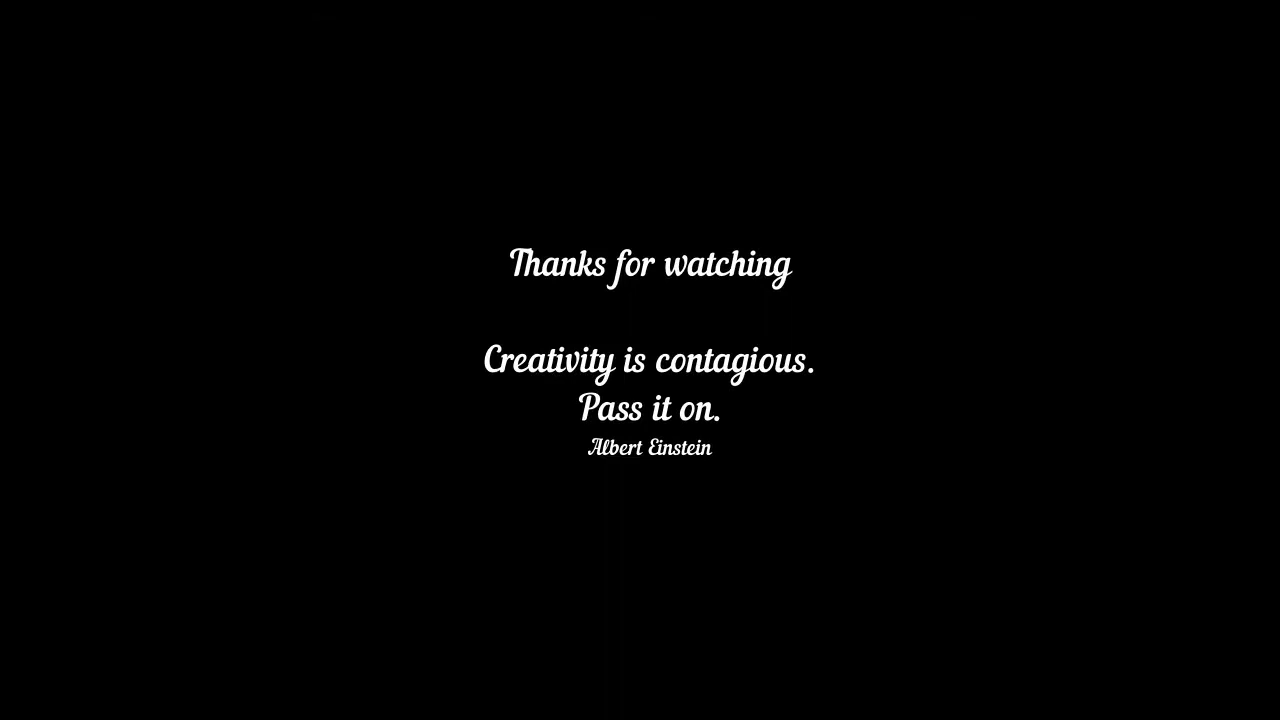 Thanks for watching
Creativity is contagious.
Pass it on.
Albert Einstein